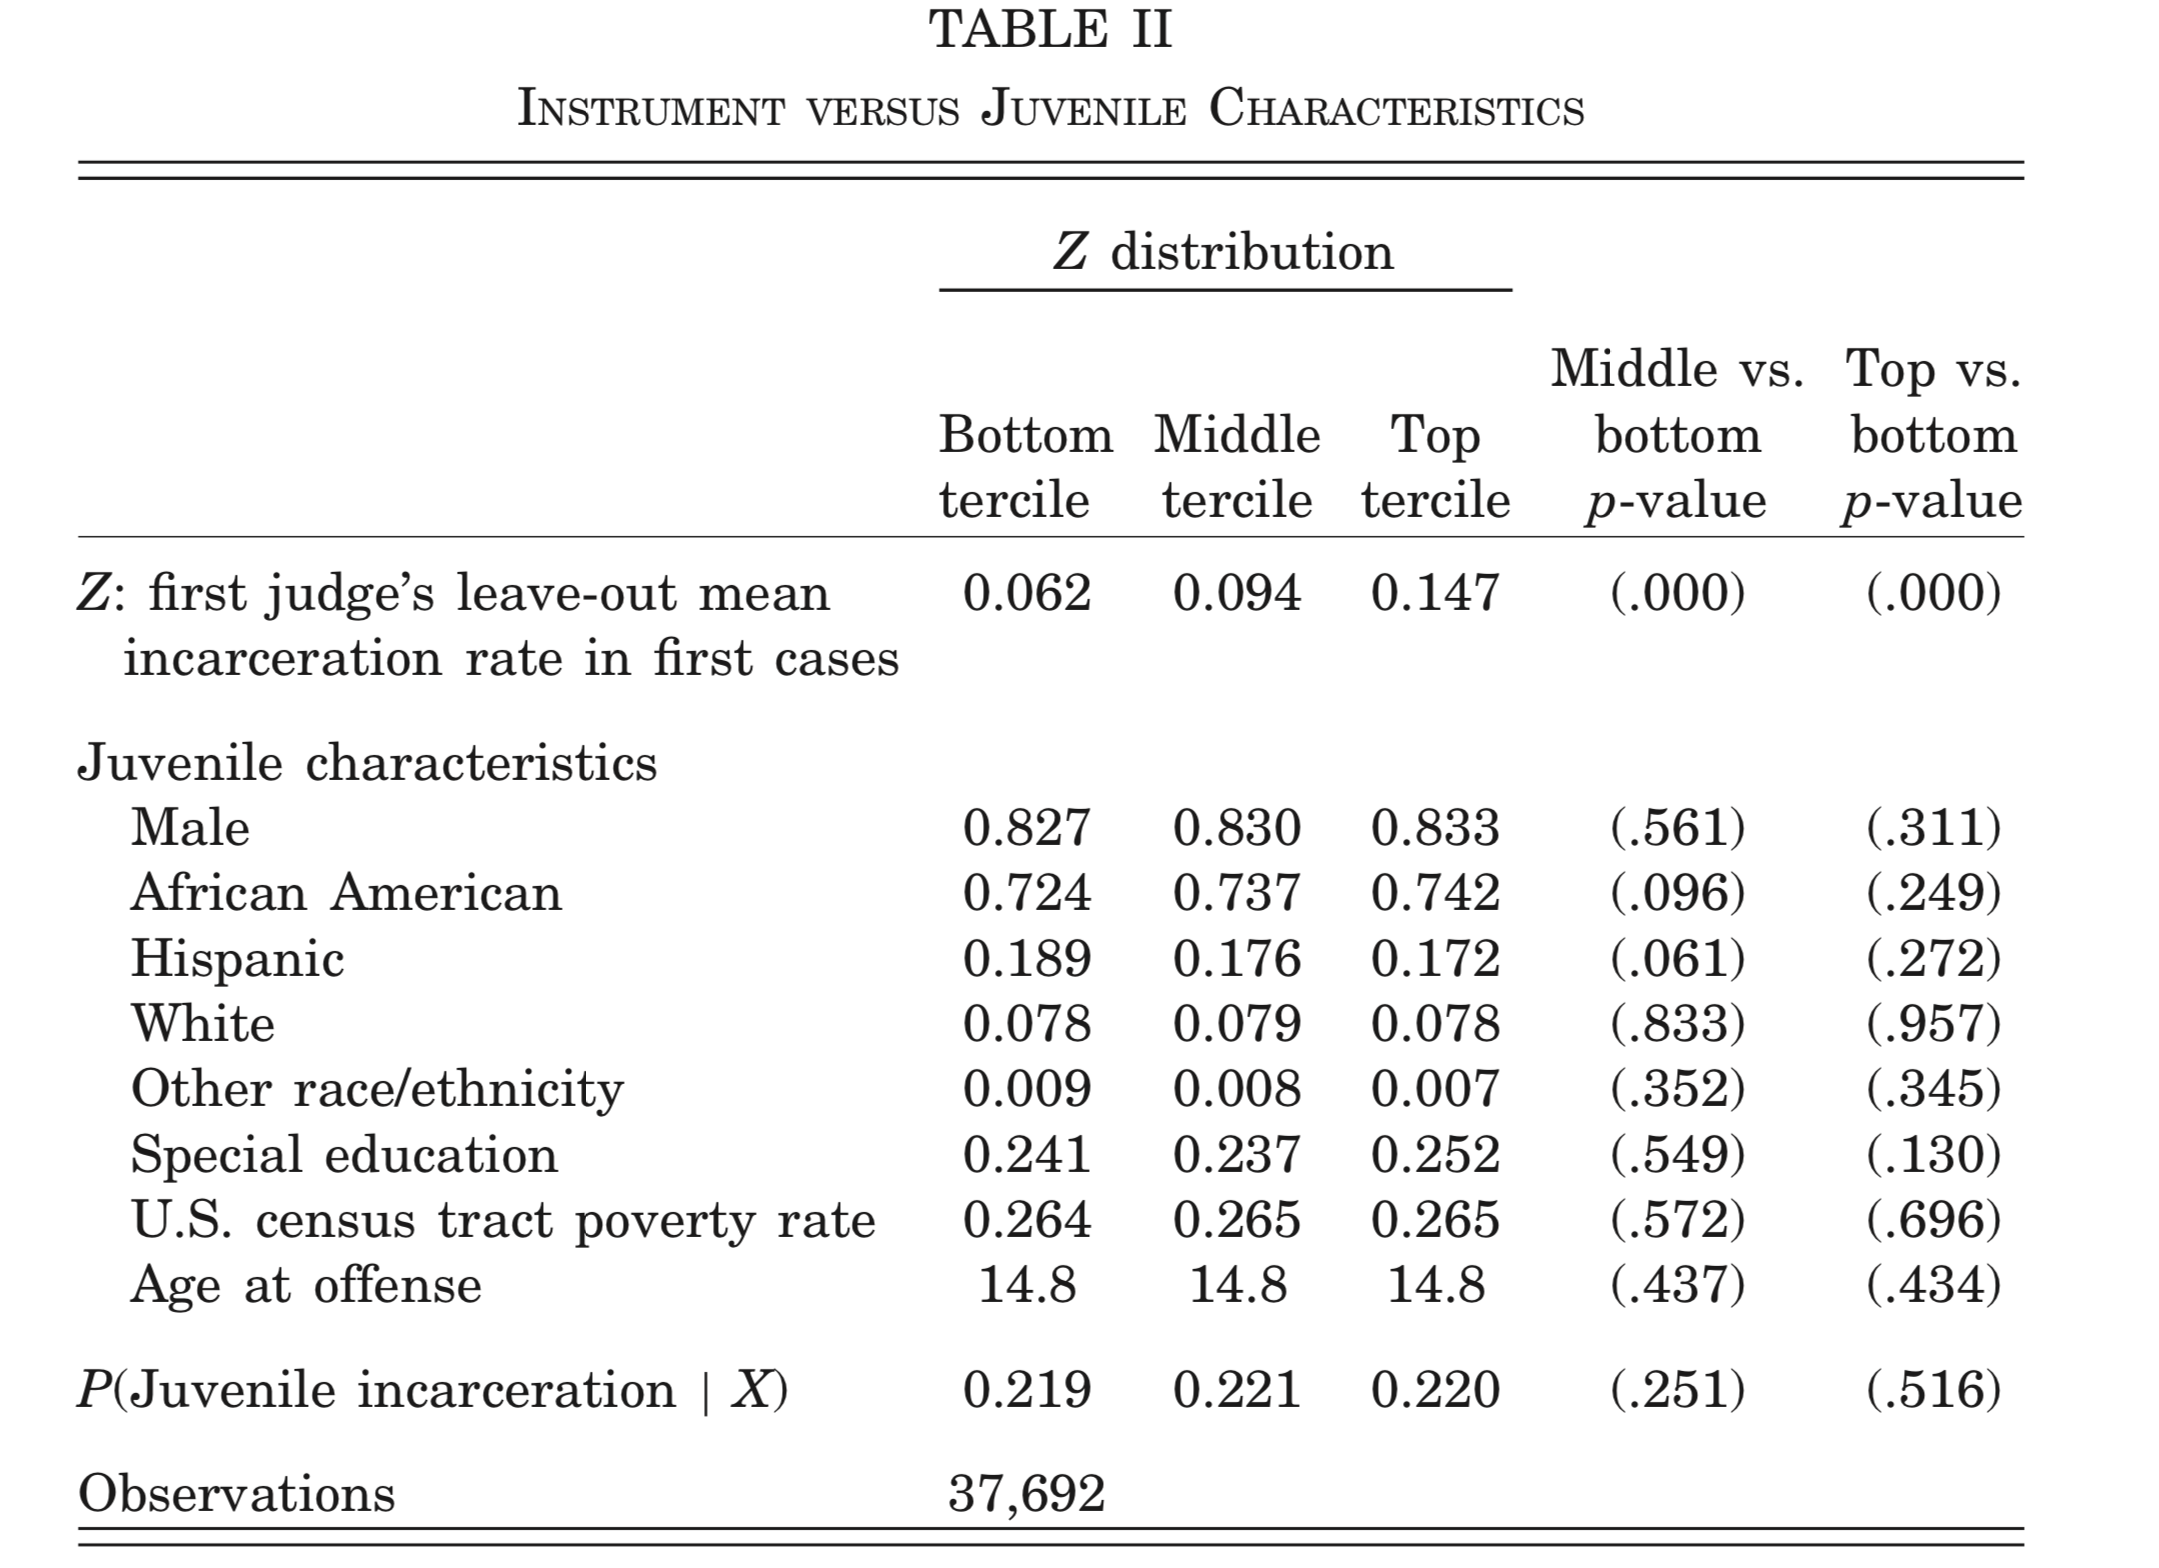 TABLE II
INSTRUMENT VERSUS JUVENILE CHARACTERISTICS
Z distribution
Middle vs. Top vs.
Bottom Middle Top bottom bottom
tercile tercile tercile p-value p-value
Z: first judge’s leave-out mean 0.062 0.094 0.147 (.000) (.000)
incarceration rate in first cases
Juvenile characteristics
Male 0.827 0.830 0.833 (.561) (.311)
African American 0.724 0.737 0.742 (.096) (.249)
Hispanic 0.189 0.176 0.172 (.061) (.272)
White 0.078 0.079 0.078 (.833) (.957)
Other race/ethnicity 0.009 0.008 0.007 (.352) (.345)
Special education 0.241 0.237 0.252 (.549) (.130)
U.S. census tract poverty rate 0.264 0.265 0.265 (.572) (.696)
Age at offense 14.8 14.8 14.8 (.437) (.434)
P(Juvenile incarceration | X) 0.219 0.221 0.220 (.251) (.516)
Observations 37,692